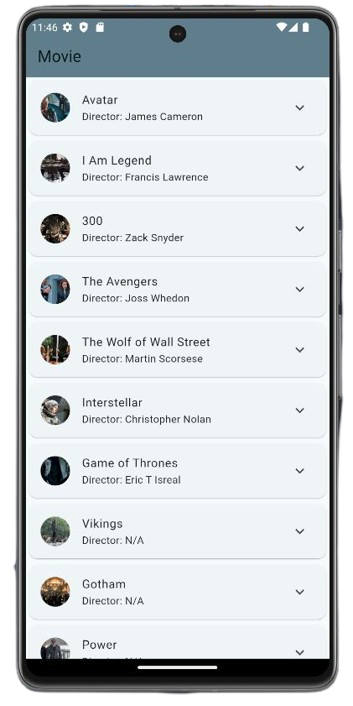 11:46
Movie
Avatar
Director: James Cameron
I Am Legend
Director: Francis Lawrence
300
Director: Zack Snyder
The Avengers
Director: Joss Whedon
The Wolf of Wall Street
Director: Martin Scorsese
Interstellar
Director: Christopher Nolan
Game of Thrones
Director: Eric T Isreal
Vikings
Director: N/A
Gotham
Director: N/A
Power